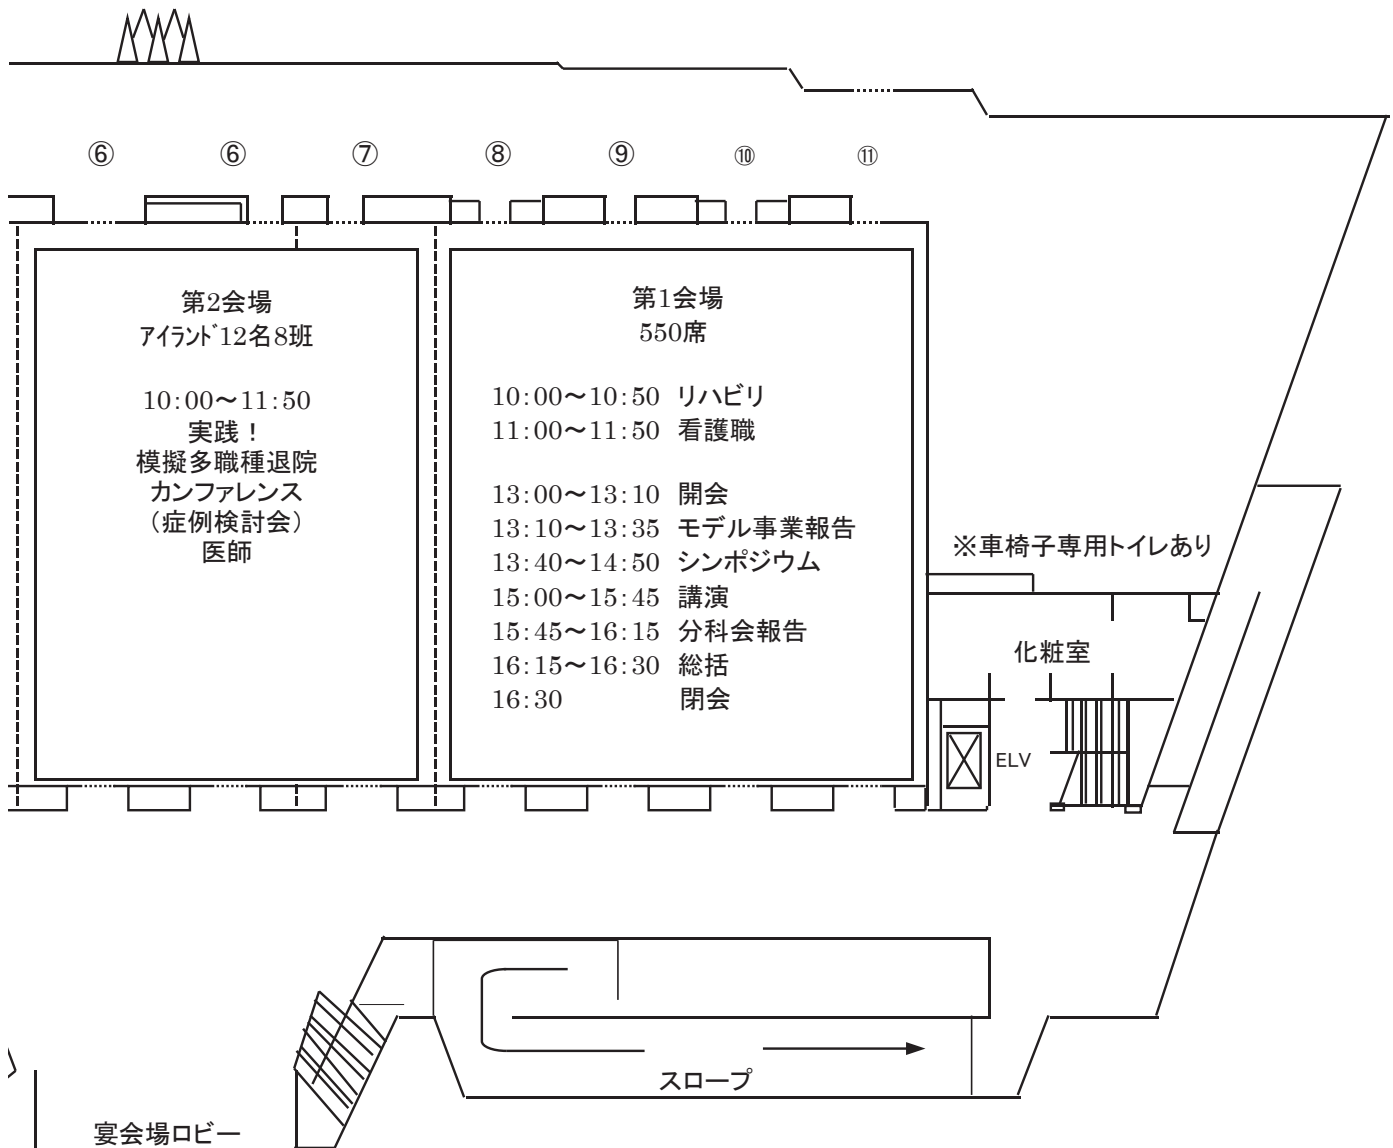 ⑥ ⑥ ⑦ ⑧ ⑨ ⑩ ⑪
第2会場
アイランド12名8班
10:00～11:50
実践！
模擬多職種退院
カンファレンス
（症例検討会）
医師
第1会場
550席
10:00～10:50 リハビリ
11:00～11:50 看護職
13:00～13:10 開会
13:10～13:35 モデル事業報告
13:40～14:50 シンポジウム
15:00～15:45 講演
15:45～16:15 分科会報告
16:15～16:30 総括
16:30 閉会
※車椅子専用トイレあり
化粧室
ELV
スロープ
宴会場ロビー